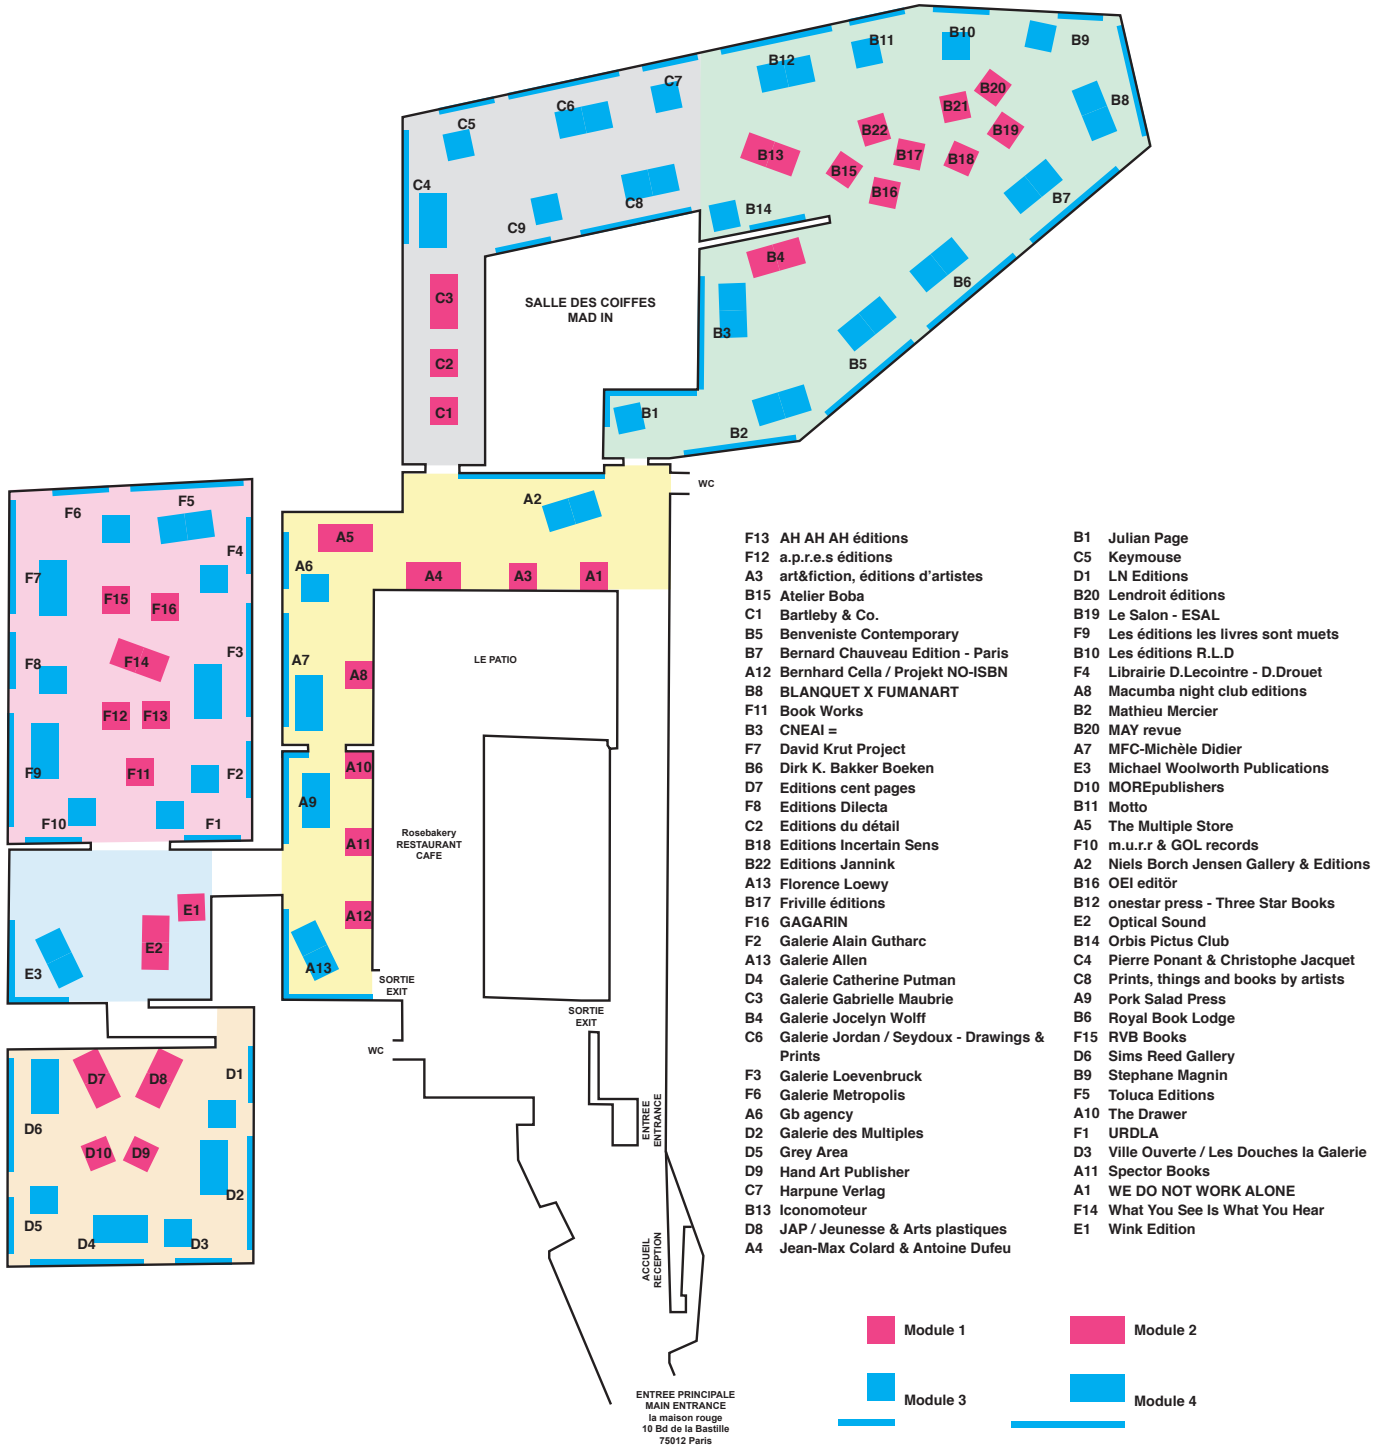 C7
B12
B11
B10
B9
C6
C5
B20
B21
B8
B22
B19
B13
B17
B18
B15
B16
C4
C8
C9
B14
B7
B4
B6
C3
SALLE DES COIFFES
MAD IN
B3
C2
B5
C1
B1
B2
A2
WC
F6
F5
A5
F4
A6
F7
A4
A3
A1
F15
F16
F3
A7
LE PATIO
F14
F8
A8
F12
F13
F9
F11
F2
A10
A9
F10
F1
A11
Rosebakery
RESTAURANT
CAFE
E1
A12
E2
E3
A13
SORTIE
EXIT
SORTIE
EXIT
WC
D7
D8
D1
D6
D10
D9
D2
D5
D4
D3
ENTREE
ENTRANCE
ACCUEIL
RECEPTION
ENTREE PRINCIPALE
MAIN ENTRANCE
la maison rouge
10 Bd de la Bastille
75012 Paris
F13 AH AH AH éditions
F12 a.p.r.e.s éditions
A3 art&fiction, éditions d'artistes
B15 Atelier Boba
C1 Bartleby & Co.
B5 Benveniste Contemporary
B7 Bernard Chauveau Edition - Paris
A12 Bernhard Cella / Projekt NO-ISBN
B8 BLANQUET X FUMANART
F11 Book Works
B3 CNEAI =
F7 David Krut Project
B6 Dirk K. Bakker Boeken
D7 Editions cent pages
F8 Editions Dilecta
C2 Editions du détail
B18 Editions Incertain Sens
B22 Editions Jannink
A13 Florence Loewy
B17 Friville éditions
F16 GAGARIN
F2 Galerie Alain Gutharc
A13 Galerie Allen
D4 Galerie Catherine Putman
C3 Galerie Gabrielle Maubrie
B4 Galerie Jocelyn Wolff
C6 Galerie Jordan / Seydoux - Drawings &
Prints
F3 Galerie Loevenbruck
F6 Galerie Metropolis
A6 Gb agency
D2 Galerie des Multiples
D5 Grey Area
D9 Hand Art Publisher
C7 Harpune Verlag
B13 Iconomoteur
D8 JAP / Jeunesse & Arts plastiques
A4 Jean-Max Colard & Antoine Dufeu
B1 Julian Page
C5 Keymouse
D1 LN Editions
B20 Lendroit éditions
B19 Le Salon - ESAL
F9 Les éditions les livres sont muets
B10 Les éditions R.L.D
F4 Librairie D.Lecointre - D.Drouet
A8 Macumba night club editions
B2 Mathieu Mercier
B20 MAY revue
A7 MFC-Michèle Didier
E3 Michael Woolworth Publications
D10 MOREpublishers
B11 Motto
A5 The Multiple Store
F10 m.u.r.r & GOL records
A2 Niels Borch Jensen Gallery & Editions
B16 OEI editör
B12 onestar press - Three Star Books
E2 Optical Sound
B14 Orbis Pictus Club
C4 Pierre Ponant & Christophe Jacquet
C8 Prints, things and books by artists
A9 Pork Salad Press
B6 Royal Book Lodge
F15 RVB Books
D6 Sims Reed Gallery
B9 Stephane Magnin
F5 Toluca Editions
A10 The Drawer
F1 URDLA
D3 Ville Ouverte / Les Douches la Galerie
A11 Spector Books
A1 WE DO NOT WORK ALONE
F14 What You See Is What You Hear
E1 Wink Edition
Module 1
Module 2
Module 3
Module 4